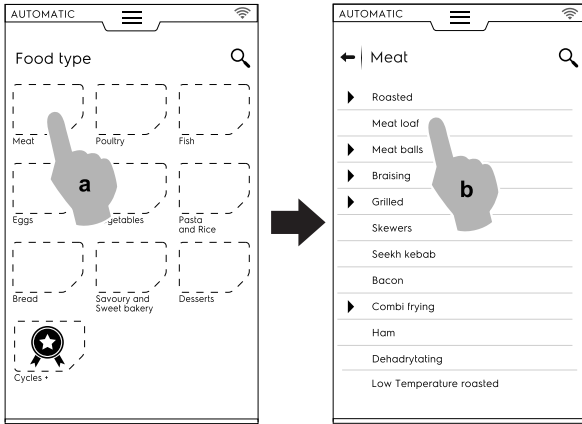 AUTOMATIC
Food type
Meat
Poultry
Fish
a
Eggs
getables
Pasta
and Rice
Bread
Savoury and
Sweet bakery
Desserts
Cycles +
AUTOMATIC
Meat
Roasted
Meat loaf
Meat balls
Braising
b
Grilled
Skewers
Seekh kebab
Bacon
Combi frying
Ham
Dehadrytating
Low Temperature roasted